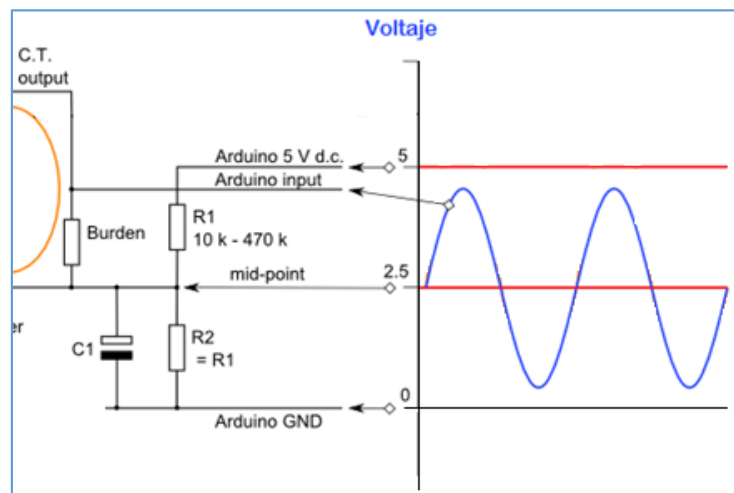 Voltaje
C.T.
output
Arduino 5 V d.c.
5
Arduino input
R1
10 k - 470 k
Burden
mid-point
2.5
er
C1
R2
= R1
0
Arduino GND